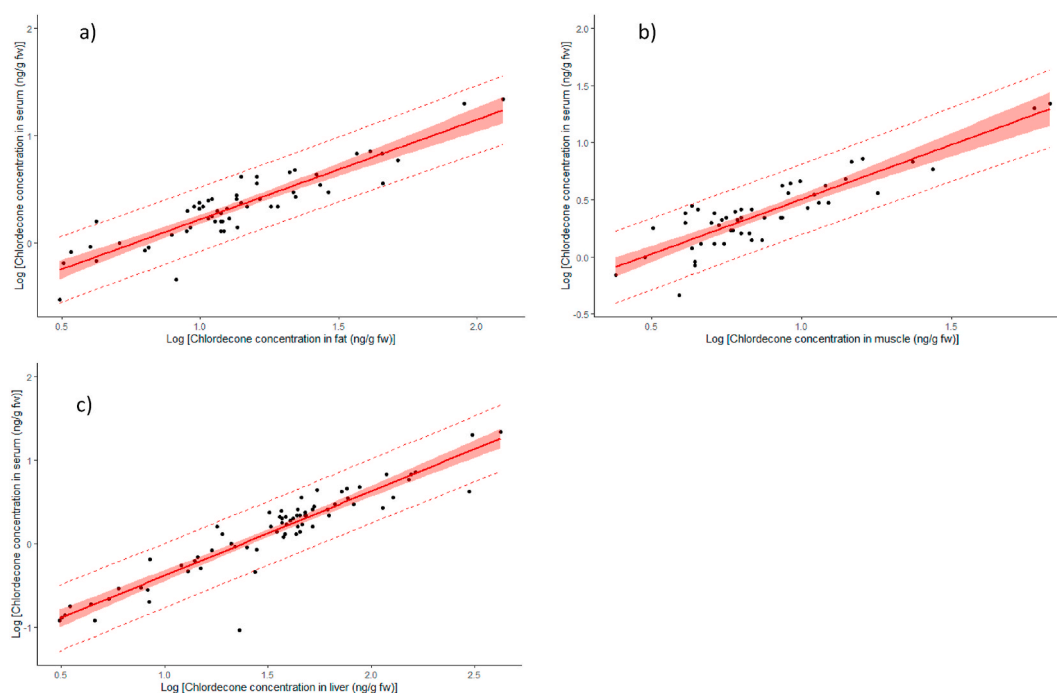 a)
Log [Chlordecone concentration in serum (ng/g fw)]
2
1
0
0.5
1.0
1.5
2.0
Log [Chlordecone concentration in fat (ng/g fw)]
b)
Log [Chlordecone concentration in serum (ng/g fw)]
2.0
1.5
1.0
0.5
0.0
-0.5
0.5
1.0
1.5
Log [Chlordecone concentration in muscle (ng/g fw)]
c)
Log [Chlordecone concentration in serum (ng/g fw)]
2
1
0
-1
0.5
1.0
1.5
2.0
2.5
Log [Chlordecone concentration in liver (ng/g fw)]